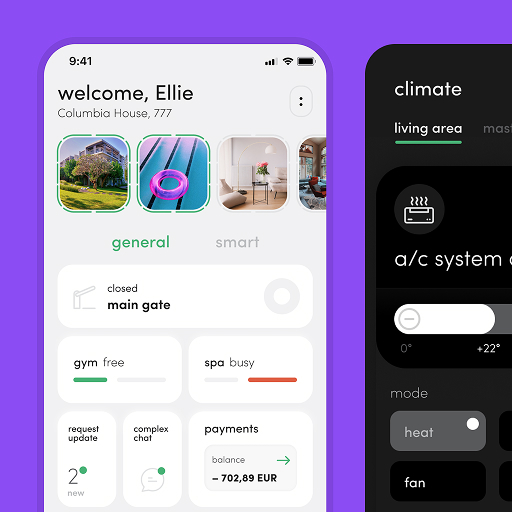 9:41
welcome, Ellie
Columbia House, 777
general
smart
closed
main gate
gym free
spa busy
request
update
2
new
complex
chat
payments
balance
– 702,89 EUR
climate
living area
mast
a/c system
0°
+22°
mode
heat
fan